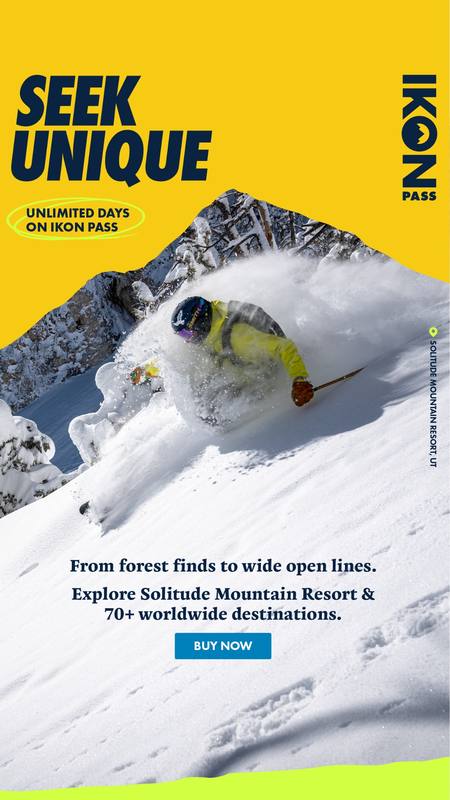 SEEK
UNIQUE
UNLIMITED DAYS
ON IKON PASS
IKON
PASS
SOLITUDE MOUNTAIN RESORT, UT
From forest finds to wide open lines.
Explore Solitude Mountain Resort &
70+ worldwide destinations.
BUY NOW